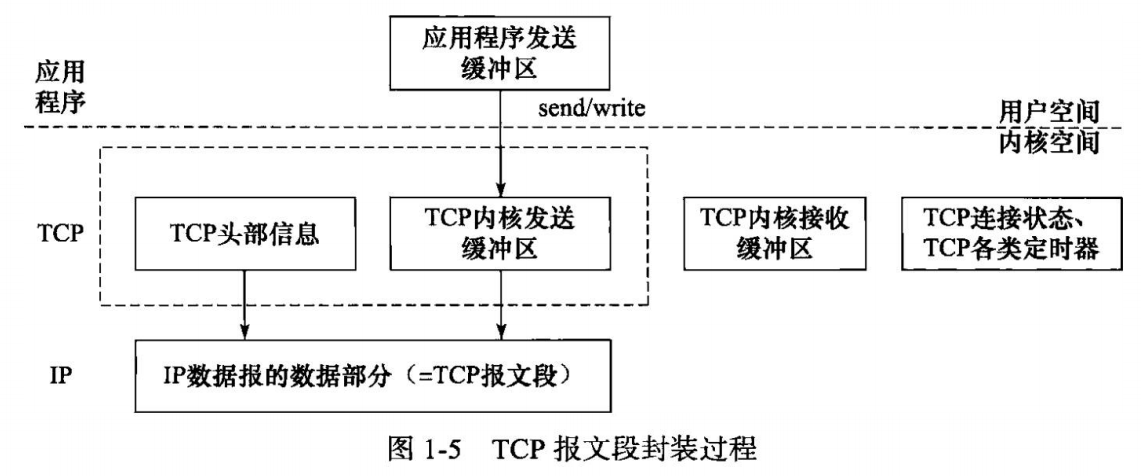 应用程序发送
缓冲区
应用
程序
send/write
用户空间
内核空间
TCP
TCP头部信息
TCP内核发送
缓冲区
TCP内核接收
缓冲区
TCP连接状态、
TCP各类定时器
IP
IP数据报的数据部分（=TCP报文段）
图 1-5 TCP 报文段封装过程